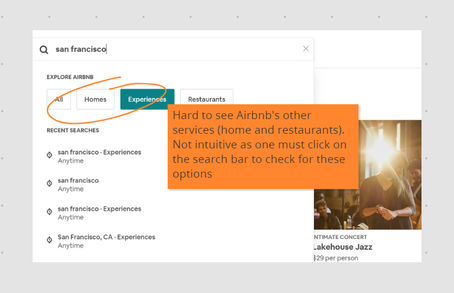 san francisco
EXPLORE AIRBNB
All Homes Experiences Restaurants
RECENT SEARCHES
san francisco · Experiences
Anytime
san francisco
Anytime
san francisco · Experiences
Anytime
San Francisco, CA · Experiences
Anytime
Hard to see Airbnb's other
services (home and restaurants).
Not intuitive as one must click on
the search bar to check for these
options
INTIMATE CONCERT
Lakehouse Jazz
$29 per person